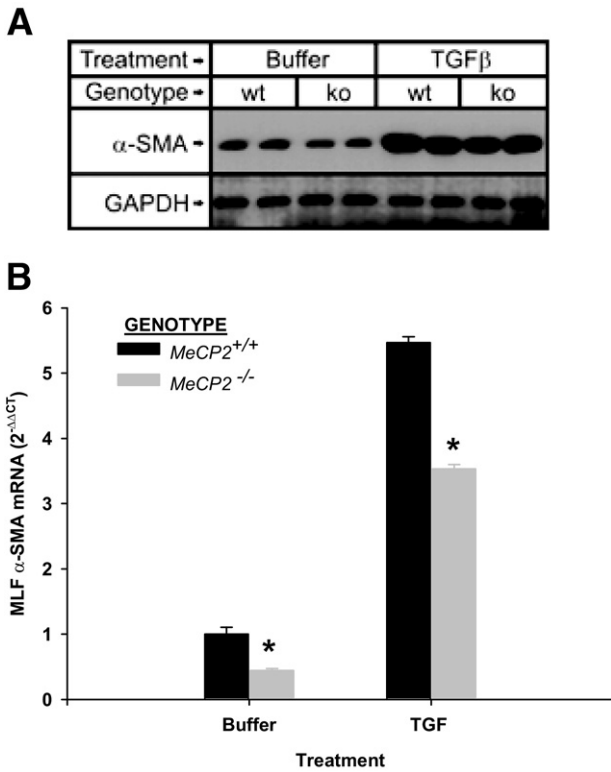 A
Treatment → Buffer TGFβ
Genotype → wt ko wt ko
α-SMA →
GAPDH →
B
6
GENOTYPE
MeCP2+/+
MeCP2 -/-
5
4
3
2
1
0
MLF α-SMA mRNA (2-ΔΔCT)
*
*
Buffer TGF
Treatment